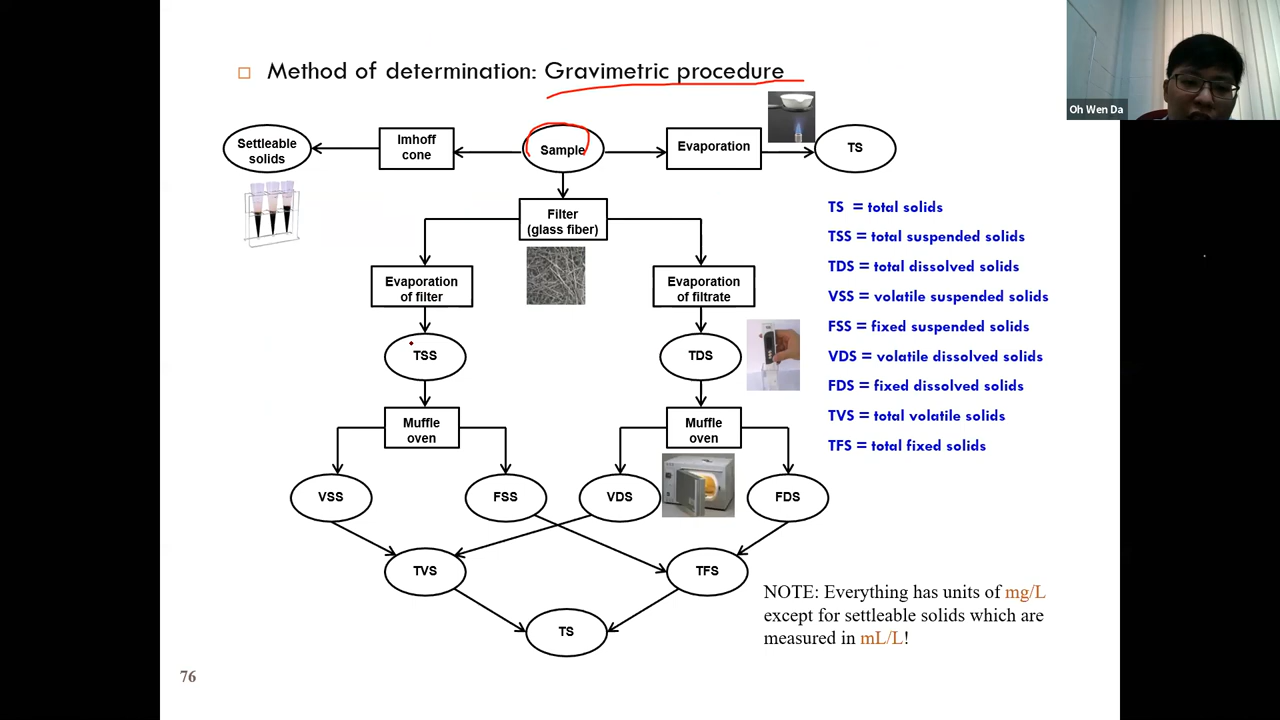 Method of determination: Gravimetric procedure
Oh Wen Da
Settleable
solids
Imhoff
cone
Sample
Evaporation
TS
Filter
(glass fiber)
Evaporation
of filter
Evaporation
of filtrate
TSS
TDS
Muffle
oven
Muffle
oven
VSS
FSS
VDS
FDS
TVS
TFS
TS
TS = total solids
TSS = total suspended solids
TDS = total dissolved solids
VSS = volatile suspended solids
FSS = fixed suspended solids
VDS = volatile dissolved solids
FDS = fixed dissolved solids
TVS = total volatile solids
TFS = total fixed solids
NOTE: Everything has units of mg/L
except for settleable solids which are
measured in mL/L!
76